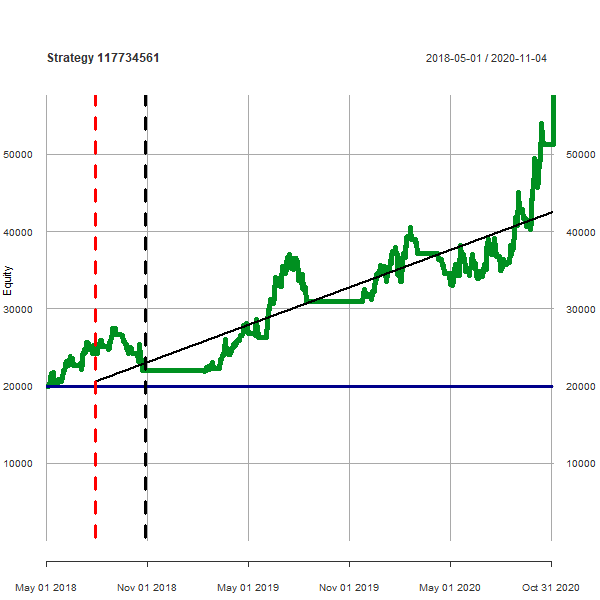 Strategy 117734561
2018-05-01 / 2020-11-04
Equity
50000
50000
40000
40000
30000
30000
20000
20000
10000
10000
May 01 2018
Nov 01 2018
May 01 2019
Nov 01 2019
May 01 2020
Oct 31 2020